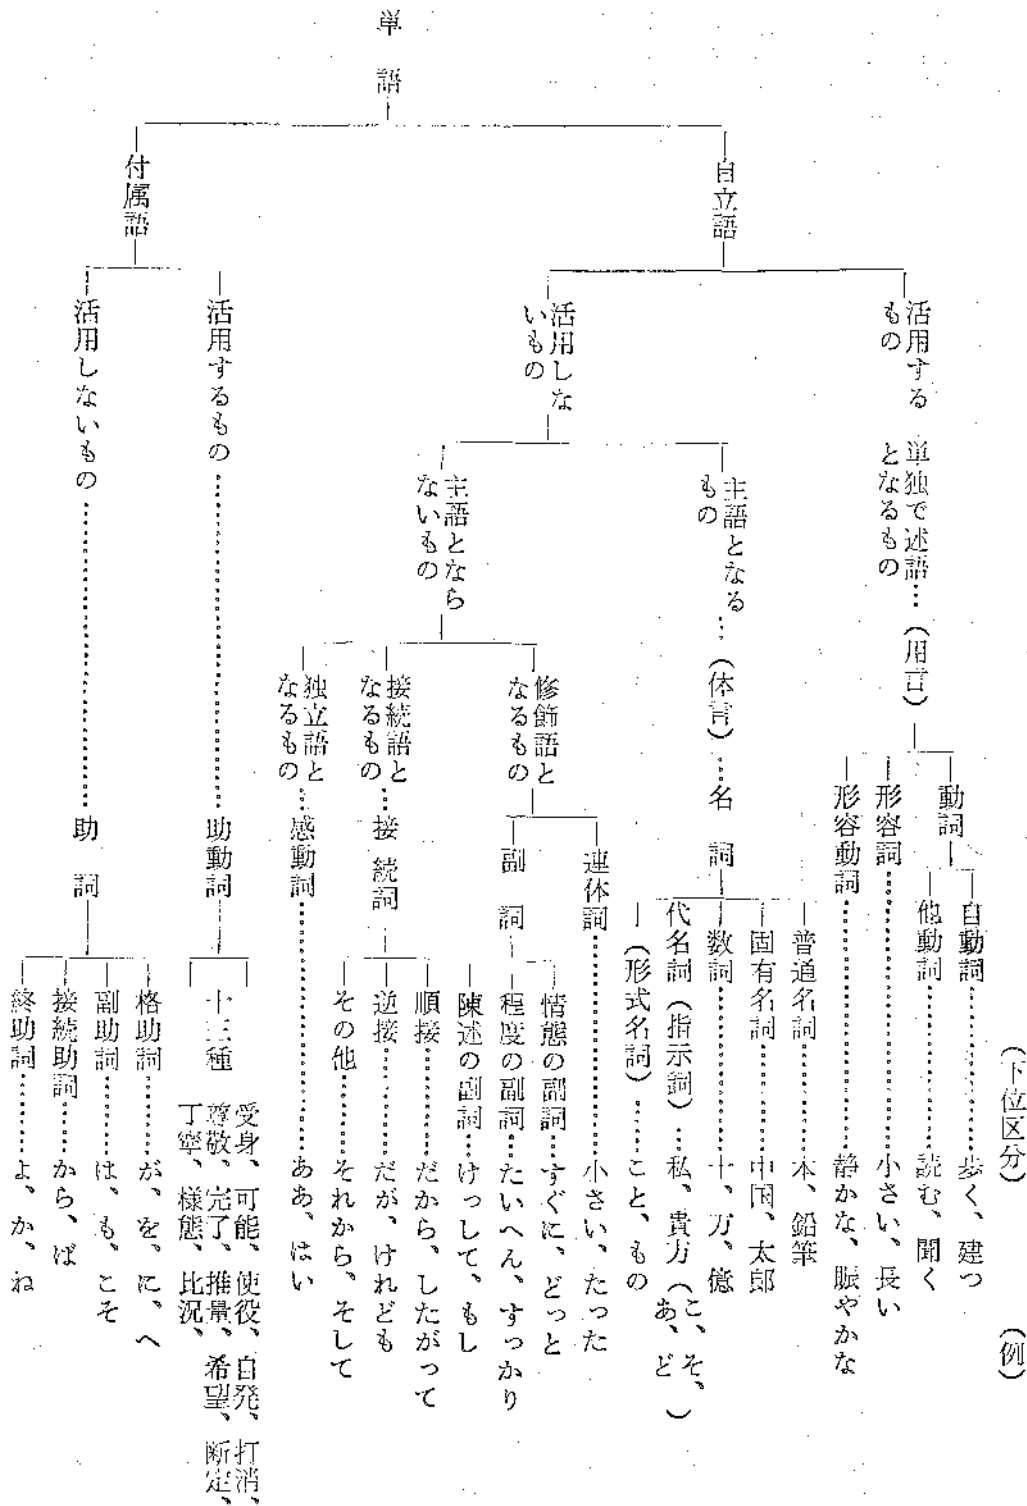 (下位区分)
(例)
単語
自立語
活用する
もの
単独で述語
となるもの
…(用言)
動詞
自動詞………歩く、建つ
他動詞………読む、聞く
形容詞………小さい、長い
形容動詞………静かな、賑やかな
活用しな
いもの
主語となる
もの
…(体言)…名詞
普通名詞………本、鉛筆
固有名詞………中国、太郎
数詞………十、万、億
代名詞(指示詞)…私、貴方(こ、そ、
あ、ど)
(形式名詞)……こと、もの
主語となら
ないもの
修飾語と
なるもの
連体詞………小さい、たった
副詞
情態の副詞…すぐに、どっと
程度の副詞…たいへん、すっかり
陳述の副詞…けっして、もし
接続語と
なるもの
…接続詞
順接………だから、したがって
逆接………だが、けれども
その他………それから、そして
独立語と
なるもの
…感動詞………ああ、はい
付属語
活用するもの………助動詞
十三種
受身、可能、使役、自発、打消、
尊敬、完了、推量、希望、断定、
丁寧、様態、比況、
活用しないもの………助詞
格助詞………が、を、に、へ
副助詞………は、も、こそ
接続助詞………から、ば
終助詞………よ、か、ね